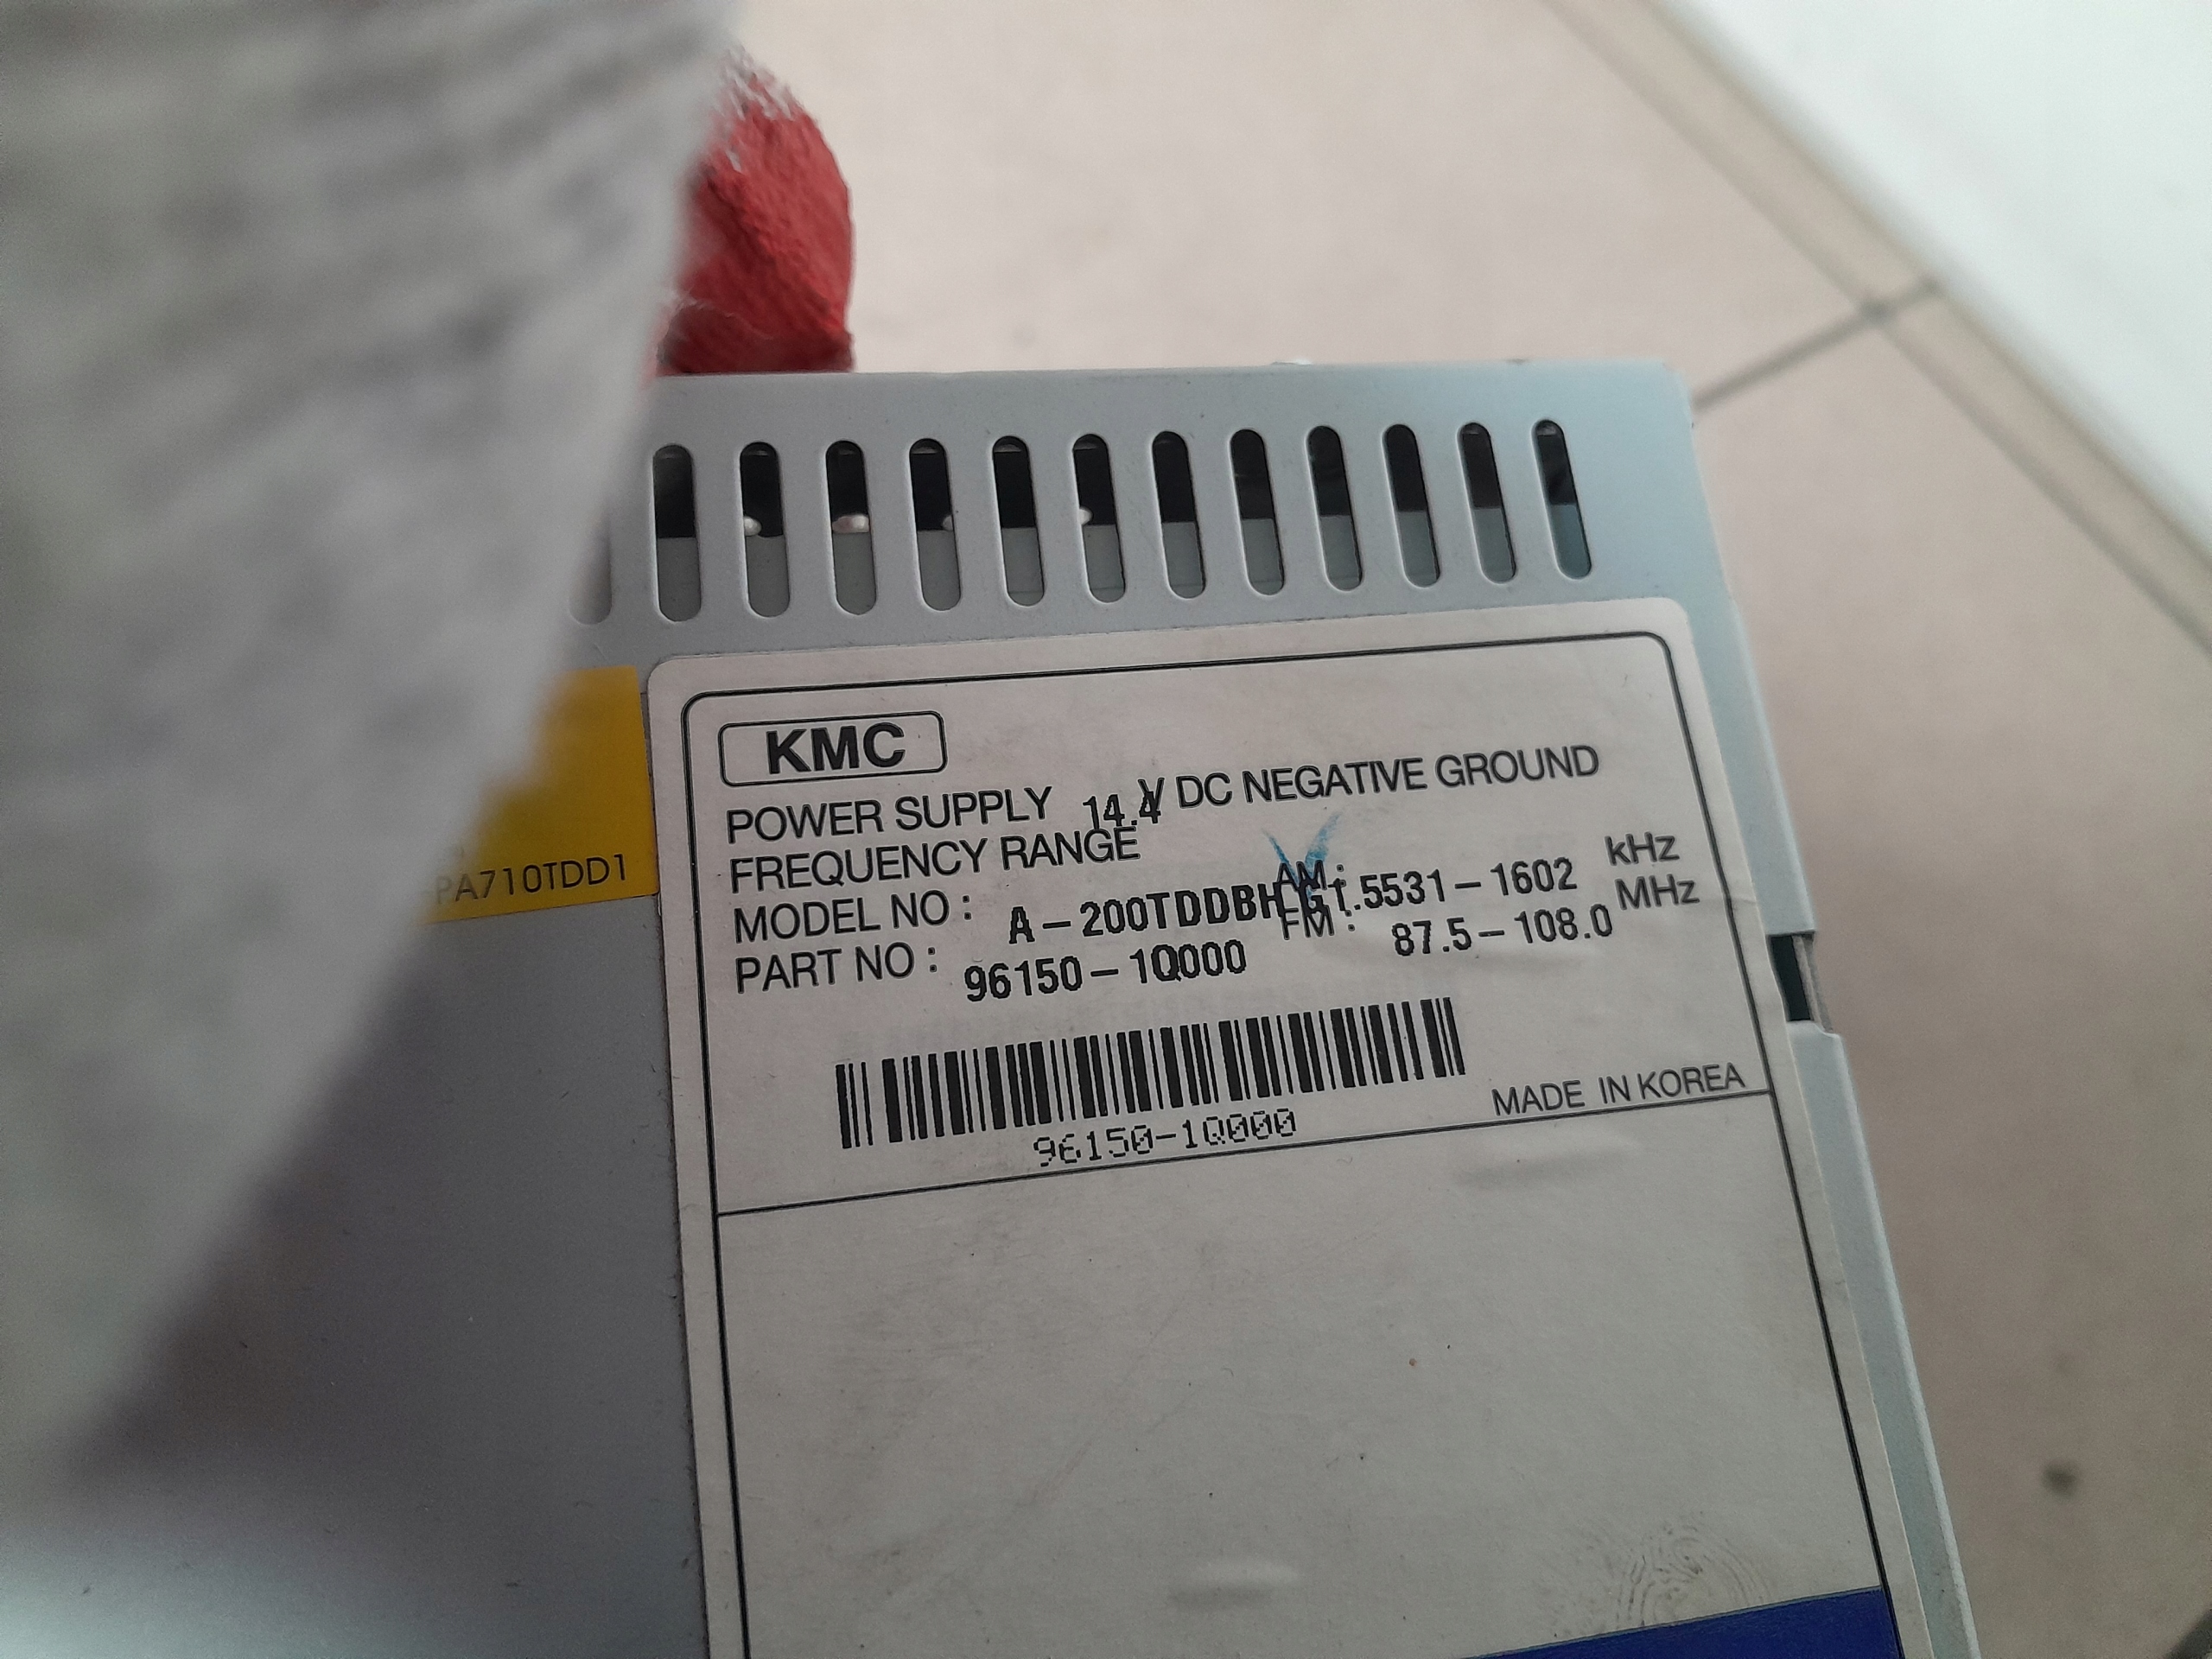 KMC
POWER SUPPLY 14.4V DC NEGATIVE GROUND
FREQUENCY RANGE
AM: 531-1602 kHz
MODEL NO: A-200TDDBH
FM: 87.5-108.0 MHz
PART NO: 96150-1Q000
96150-1Q000
MADE IN KOREA
PA710TDD1